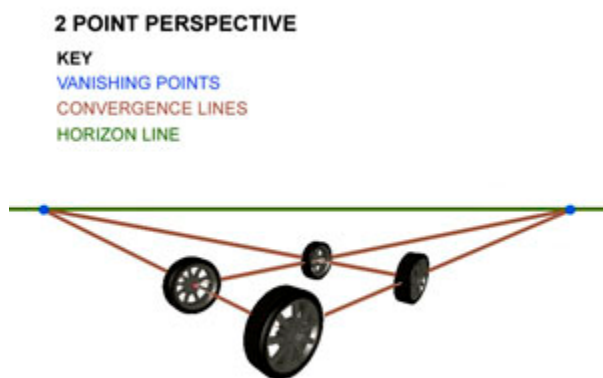 2 POINT PERSPECTIVE
KEY
VANISHING POINTS
CONVERGENCE LINES
HORIZON LINE